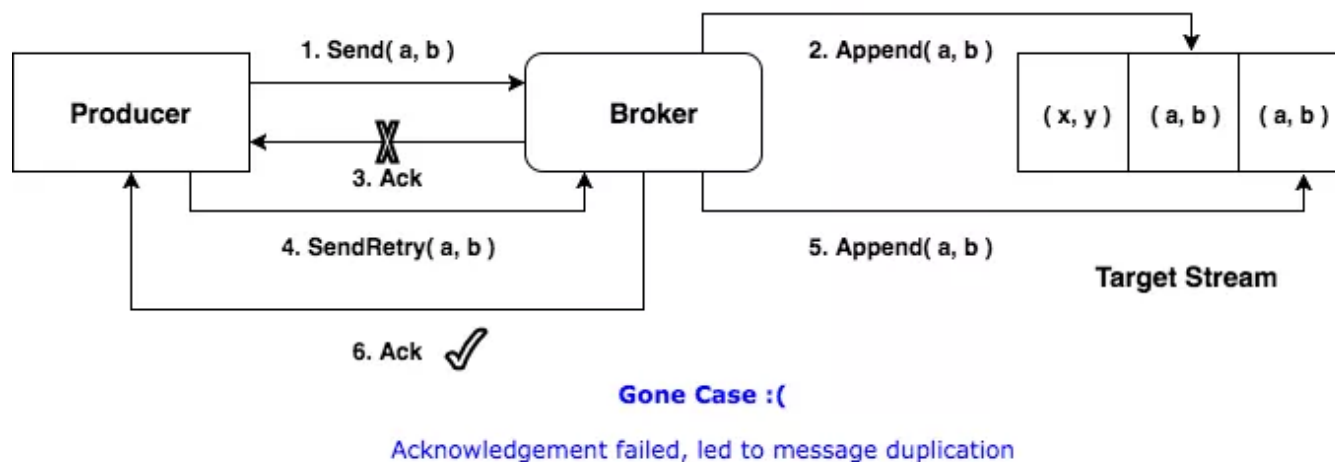 1. Send( a, b )
2. Append( a, b )
Producer
Broker
( x, y )
( a, b )
( a, b )
3. Ack
4. SendRetry( a, b )
5. Append( a, b )
Target Stream
6. Ack
Gone Case :(
Acknowledgement failed, led to message duplication